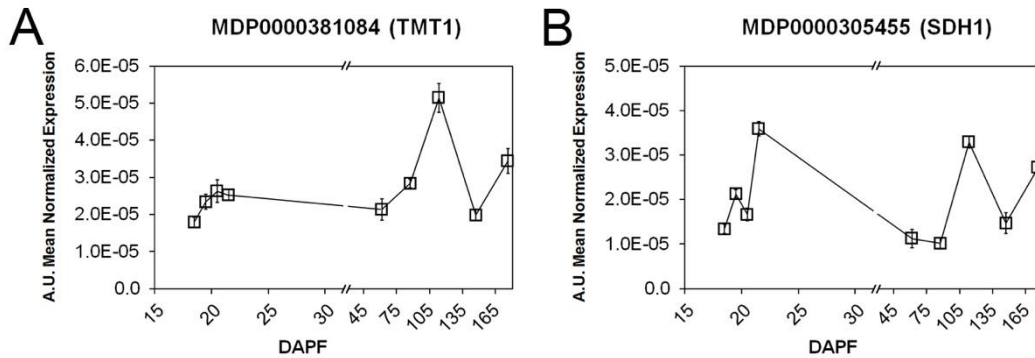 A
MDP0000381084 (TMT1)
A.U. Mean Normalized Expression
6.0E-05
5.0E-05
4.0E-05
3.0E-05
2.0E-05
1.0E-05
0.0
15
20
30
45
75
105
135
165
DAPF
B
MDP0000305455 (SDH1)
A.U. Mean Normalized Expression
5.0E-05
4.0E-05
3.0E-05
2.0E-05
1.0E-05
0.0
15
20
30
45
75
105
135
165
DAPF